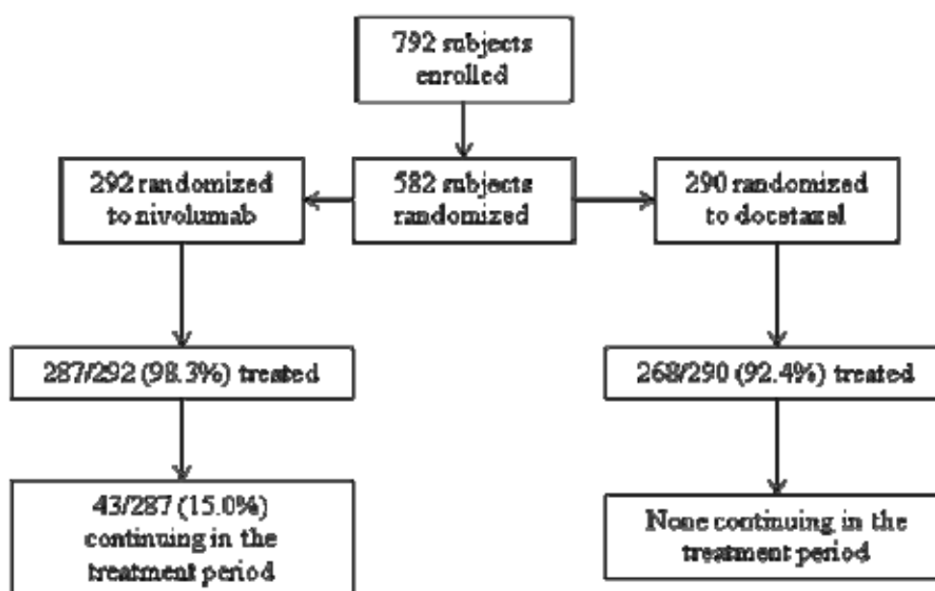 792 subjects
enrolled
292 randomized
to nivolumab
582 subjects
randomized
290 randomized
to docetaxel
287/292 (98.3%) treated
268/290 (92.4%) treated
43/287 (15.0%)
continuing in the
treatment period
None continuing in the
treatment period